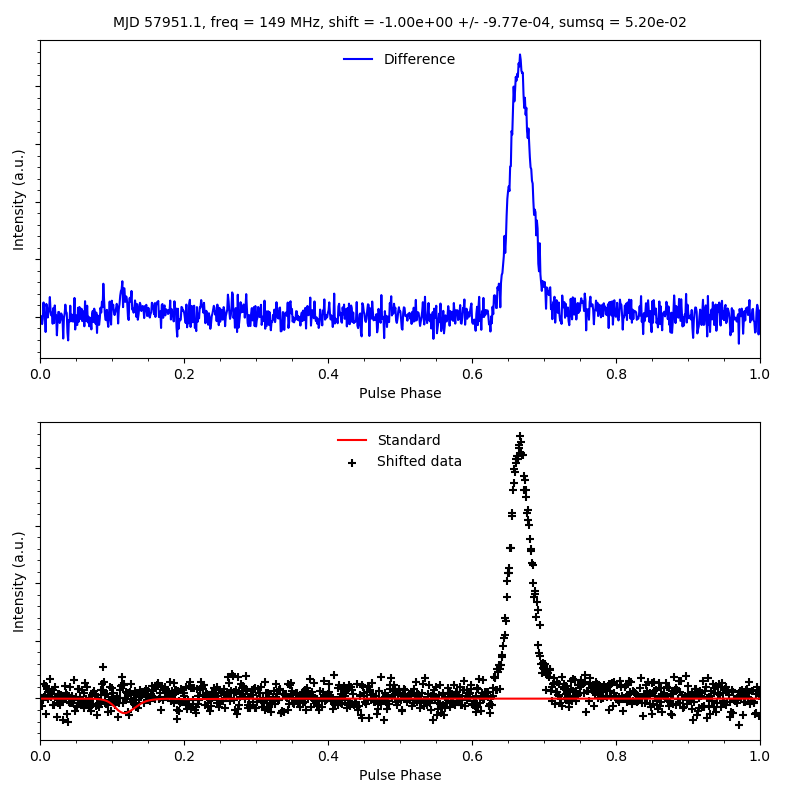 MJD 57951.1, freq = 149 MHz, shift = -1.00e+00 +/- -9.77e-04, sumsq = 5.20e-02
Difference
Intensity (a.u.)
0.0 0.2 0.4 0.6 0.8 1.0
Pulse Phase
Standard
Shifted data
Intensity (a.u.)
0.0 0.2 0.4 0.6 0.8 1.0
Pulse Phase